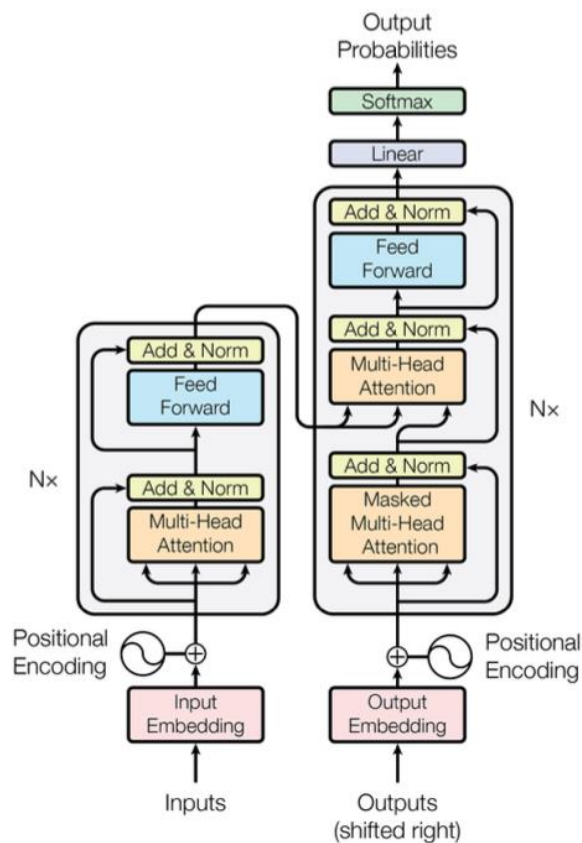 Output
Probabilities
Softmax
Linear
Add & Norm
Feed
Forward
Add & Norm
Multi-Head
Attention
Add & Norm
Masked
Multi-Head
Attention
N×
Add & Norm
Feed
Forward
Add & Norm
Multi-Head
Attention
N×
Positional
Encoding
Positional
Encoding
Input
Embedding
Output
Embedding
Inputs
Outputs
(shifted right)